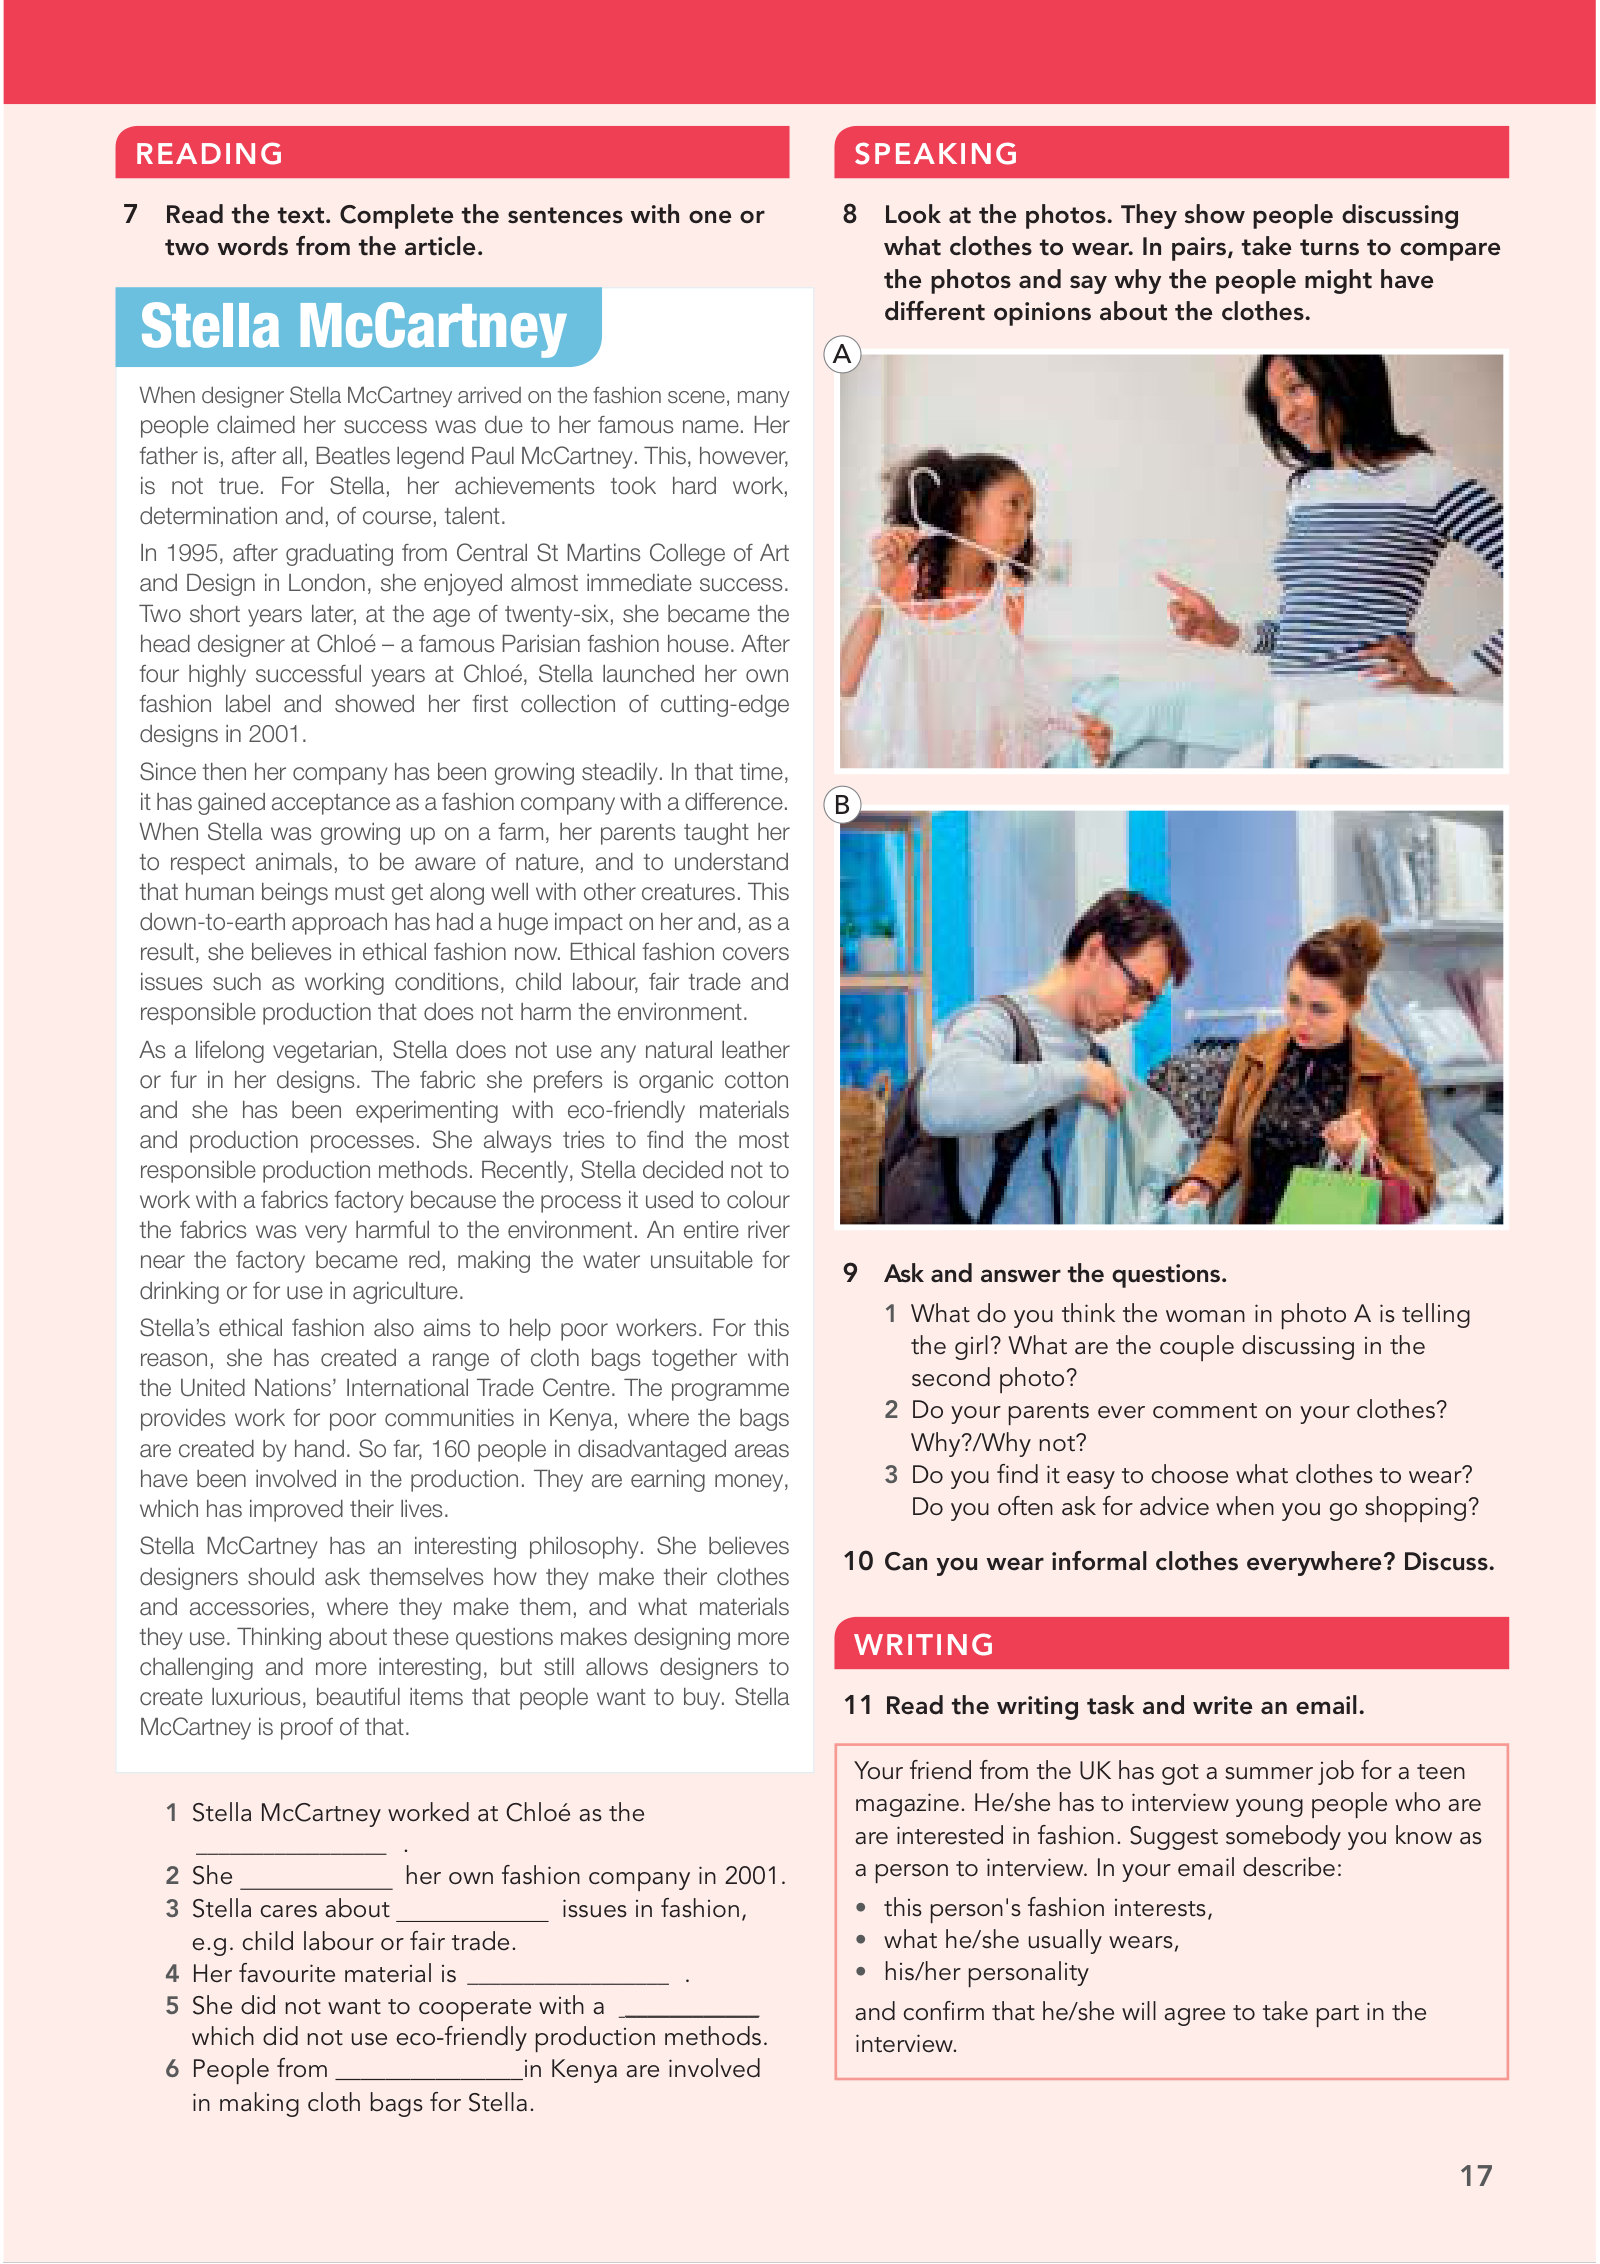 READING
7 Read the text. Complete the sentences with one or
two words from the article.
Stella McCartney
When designer Stella McCartney arrived on the fashion scene, many
people claimed her success was due to her famous name. Her
father is, after all, Beatles legend Paul McCartney. This, however,
is not true. For Stella, her achievements took hard work,
determination and, of course, talent.
In 1995, after graduating from Central St Martins College of Art
and Design in London, she enjoyed almost immediate success.
Two short years later, at the age of twenty-six, she became the
head designer at Chloé – a famous Parisian fashion house. After
four highly successful years at Chloé, Stella launched her own
fashion label and showed her first collection of cutting-edge
designs in 2001.
Since then her company has been growing steadily. In that time,
it has gained acceptance as a fashion company with a difference.
When Stella was growing up on a farm, her parents taught her
to respect animals, to be aware of nature, and to understand
that human beings must get along well with other creatures. This
down-to-earth approach has had a huge impact on her and, as a
result, she believes in ethical fashion now. Ethical fashion covers
issues such as working conditions, child labour, fair trade and
responsible production that does not harm the environment.
As a lifelong vegetarian, Stella does not use any natural leather
or fur in her designs. The fabric she prefers is organic cotton
and she has been experimenting with eco-friendly materials
and production processes. She always tries to find the most
responsible production methods. Recently, Stella decided not to
work with a fabrics factory because the process it used to colour
the fabrics was very harmful to the environment. An entire river
near the factory became red, making the water unsuitable for
drinking or for use in agriculture.
Stella's ethical fashion also aims to help poor workers. For this
reason, she has created a range of cloth bags together with
the United Nations' International Trade Centre. The programme
provides work for poor communities in Kenya, where the bags
are created by hand. So far, 160 people in disadvantaged areas
have been involved in the production. They are earning money,
which has improved their lives.
Stella McCartney has an interesting philosophy. She believes
designers should ask themselves how they make their clothes
and accessories, where they make them, and what materials
they use. Thinking about these questions makes designing more
challenging and more interesting, but still allows designers to
create luxurious, beautiful items that people want to buy. Stella
McCartney is proof of that.
1 Stella McCartney worked at Chloé as the
_______________ .
2 She ____________ her own fashion company in 2001.
3 Stella cares about ____________ issues in fashion,
e.g. child labour or fair trade.
4 Her favourite material is ________________ .
5 She did not want to cooperate with a ___________
which did not use eco-friendly production methods.
6 People from _______________in Kenya are involved
in making cloth bags for Stella.
SPEAKING
8 Look at the photos. They show people discussing
what clothes to wear. In pairs, take turns to compare
the photos and say why the people might have
different opinions about the clothes.
A
B
9 Ask and answer the questions.
1 What do you think the woman in photo A is telling
the girl? What are the couple discussing in the
second photo?
2 Do your parents ever comment on your clothes?
Why?/Why not?
3 Do you find it easy to choose what clothes to wear?
Do you often ask for advice when you go shopping?
10 Can you wear informal clothes everywhere? Discuss.
WRITING
11 Read the writing task and write an email.
Your friend from the UK has got a summer job for a teen
magazine. He/she has to interview young people who are
are interested in fashion. Suggest somebody you know as
a person to interview. In your email describe:
• this person's fashion interests,
• what he/she usually wears,
• his/her personality
and confirm that he/she will agree to take part in the
interview.
17